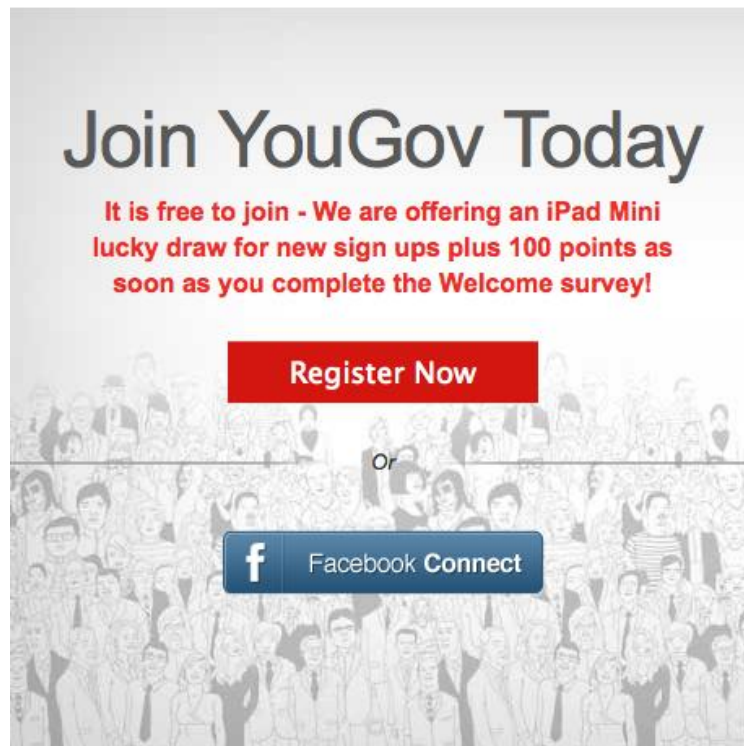 Join YouGov Today
It is free to join - We are offering an iPad Mini
lucky draw for new sign ups plus 100 points as
soon as you complete the Welcome survey!
Register Now
Or
f Facebook Connect